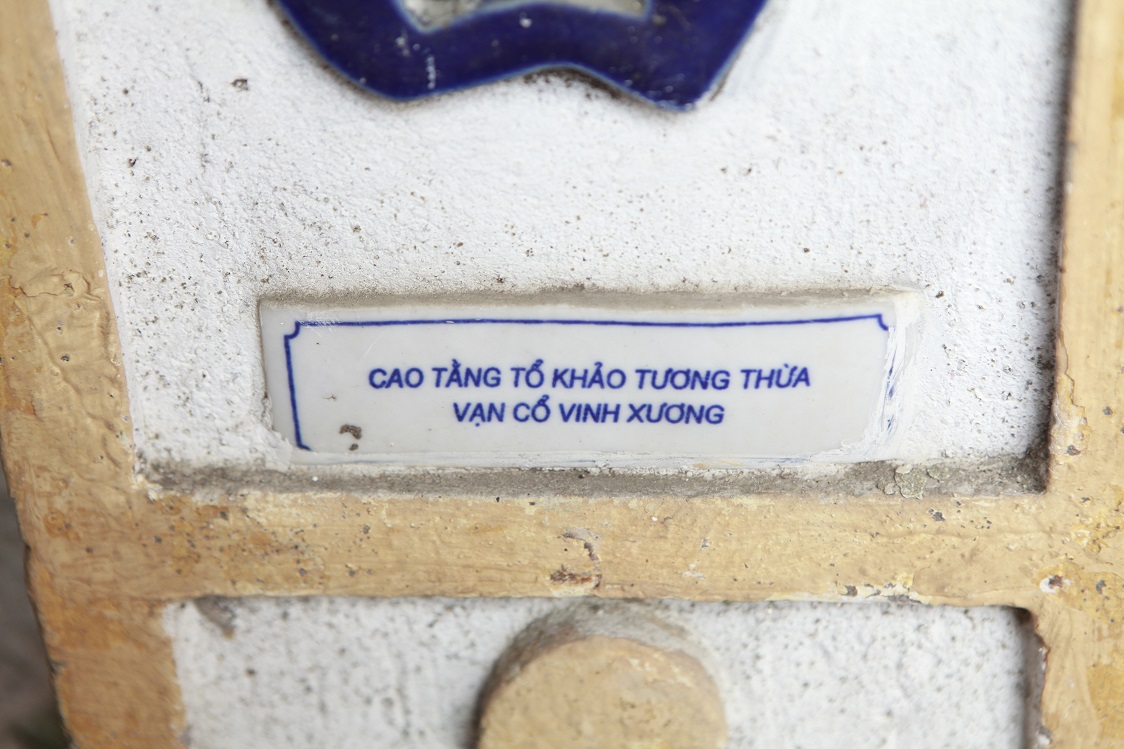 CAO TẰNG TỔ KHẢO TƯƠNG THỪA
VẠN CỔ VINH XƯƠNG